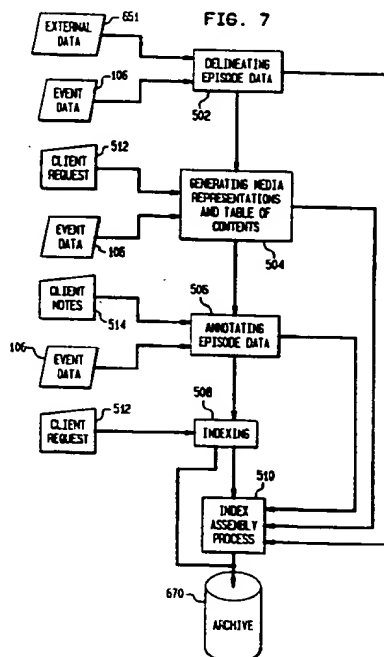 FIG. 7
EXTERNAL
DATA
651
EVENT
DATA
106
DELINEATING
EPISODE DATA
502
CLIENT
REQUEST
512
EVENT
DATA
106
GENERATING MEDIA
REPRESENTATIONS
AND TABLE OF
CONTENTS
504
CLIENT
NOTES
514
106
EVENT
DATA
506
ANNOTATING
EPISODE DATA
512
CLIENT
REQUEST
508
INDEXING
510
INDEX
ASSEMBLY
PROCESS
670
ARCHIVE